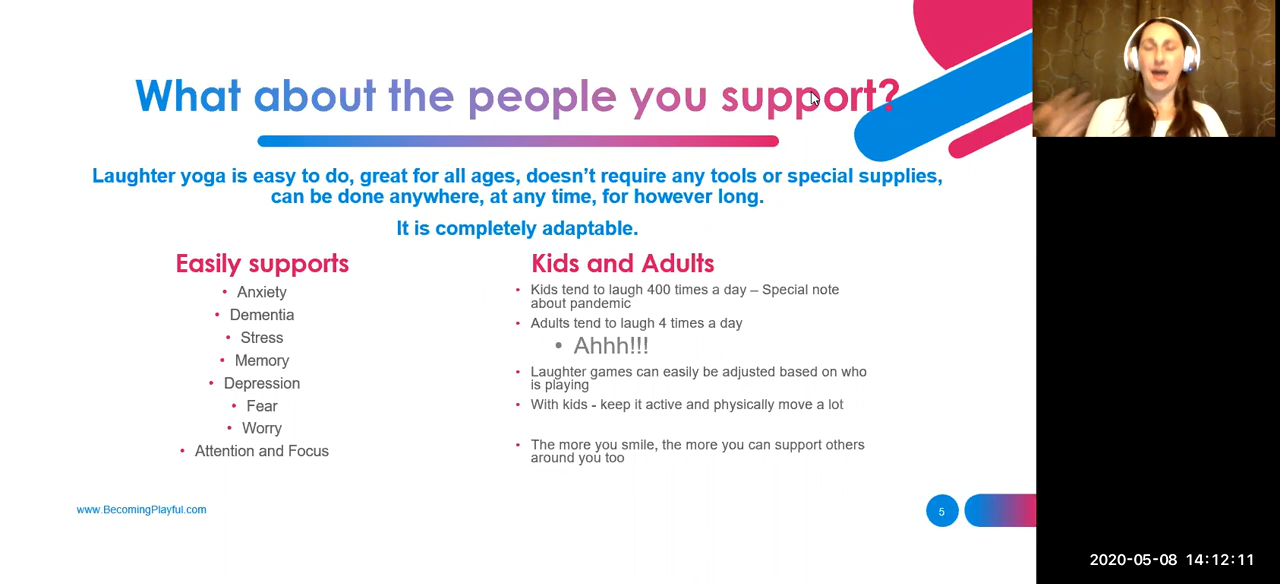 What about the people you support?
Laughter yoga is easy to do, great for all ages, doesn't require any tools or special supplies,
can be done anywhere, at any time, for however long.
It is completely adaptable.
Easily supports
• Anxiety
• Dementia
• Stress
• Memory
• Depression
• Fear
• Worry
• Attention and Focus
Kids and Adults
• Kids tend to laugh 400 times a day – Special note
about pandemic
• Adults tend to laugh 4 times a day
• Ahhh!!!
• Laughter games can easily be adjusted based on who
is playing
• With kids - keep it active and physically move a lot
• The more you smile, the more you can support others
around you too
www.BecomingPlayful.com
5
2020-05-08 14:12:11